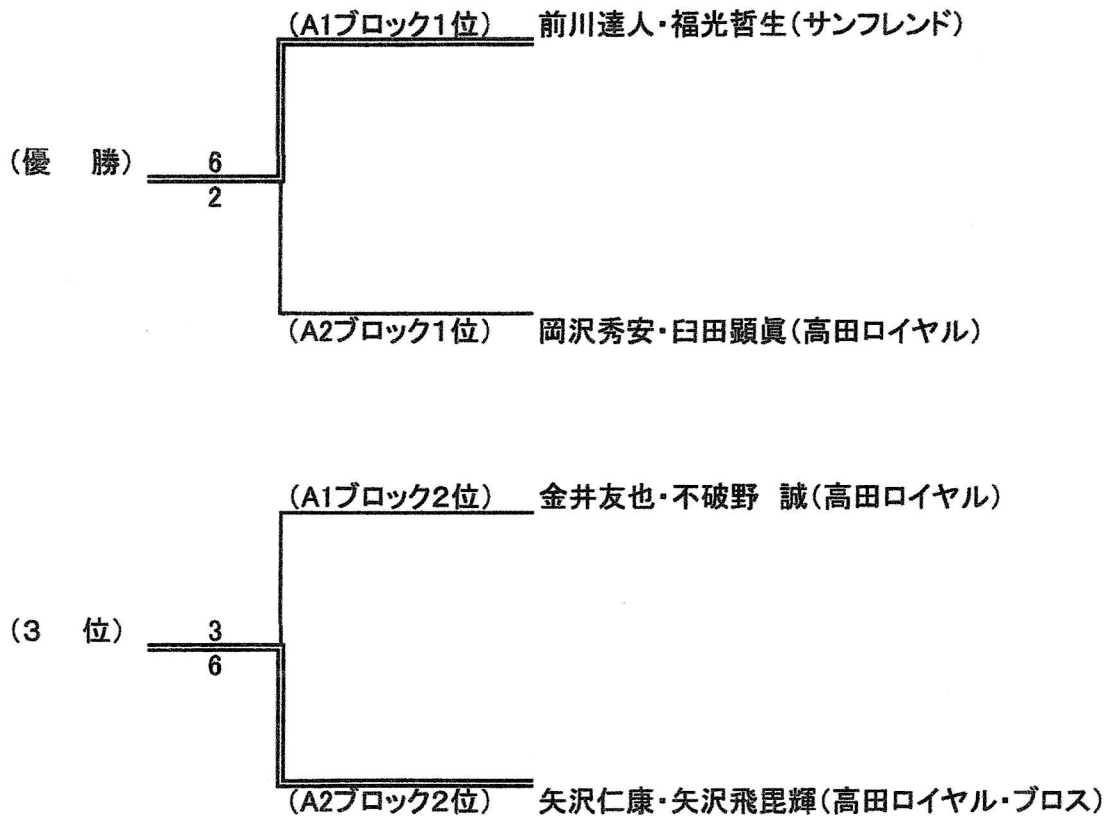 (A1ブロック1位) 前川達人・福光哲生(サンフレンド)
(優 勝) 6
2
(A2ブロック1位) 岡沢秀安・臼田顕眞(高田ロイヤル)
(A1ブロック2位) 金井友也・不破野 誠(高田ロイヤル)
(3 位) 3
6
(A2ブロック2位) 矢沢仁康・矢沢飛毘輝(高田ロイヤル・ブロス)